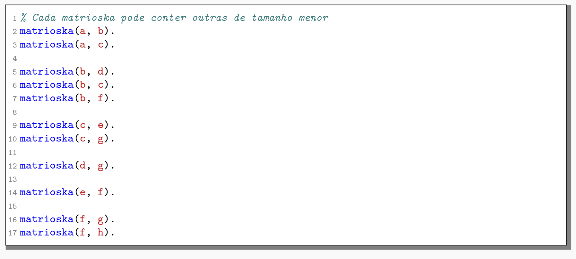 1 % Cada matrioska pode conter outras de tamanho menor
2 matrioska(a, b).
3 matrioska(a, c).
4
5 matrioska(b, d).
6 matrioska(b, c).
7 matrioska(b, f).
8
9 matrioska(c, e).
10 matrioska(c, g).
11
12 matrioska(d, g).
13
14 matrioska(e, f).
15
16 matrioska(f, g).
17 matrioska(f, h).